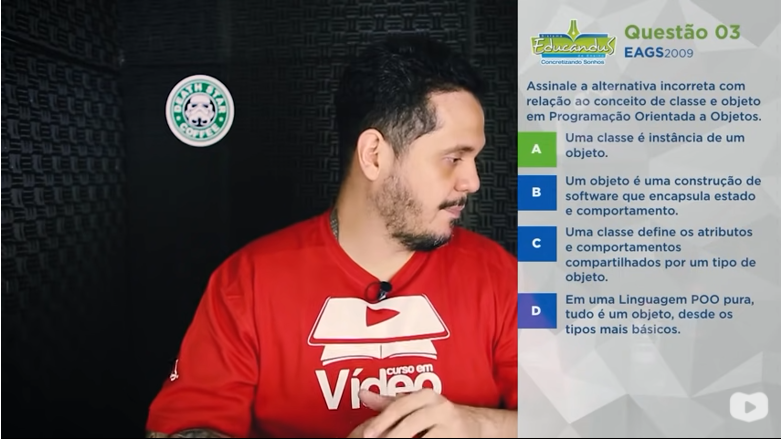 DEATH STAR
COFFEE
curso em
Vídeo
Educandus
Concretizando Sonhos
Questão 03
EAGS2009
Assinale a alternativa incorreta com
relação ao conceito de classe e objeto
em Programação Orientada a Objetos.
A
Uma classe é instância de um
objeto.
B
Um objeto é uma construção de
software que encapsula estado
e comportamento.
C
Uma classe define os atributos
e comportamentos
compartilhados por um tipo de
objeto.
D
Em uma Linguagem POO pura,
tudo é um objeto, desde os
tipos mais básicos.